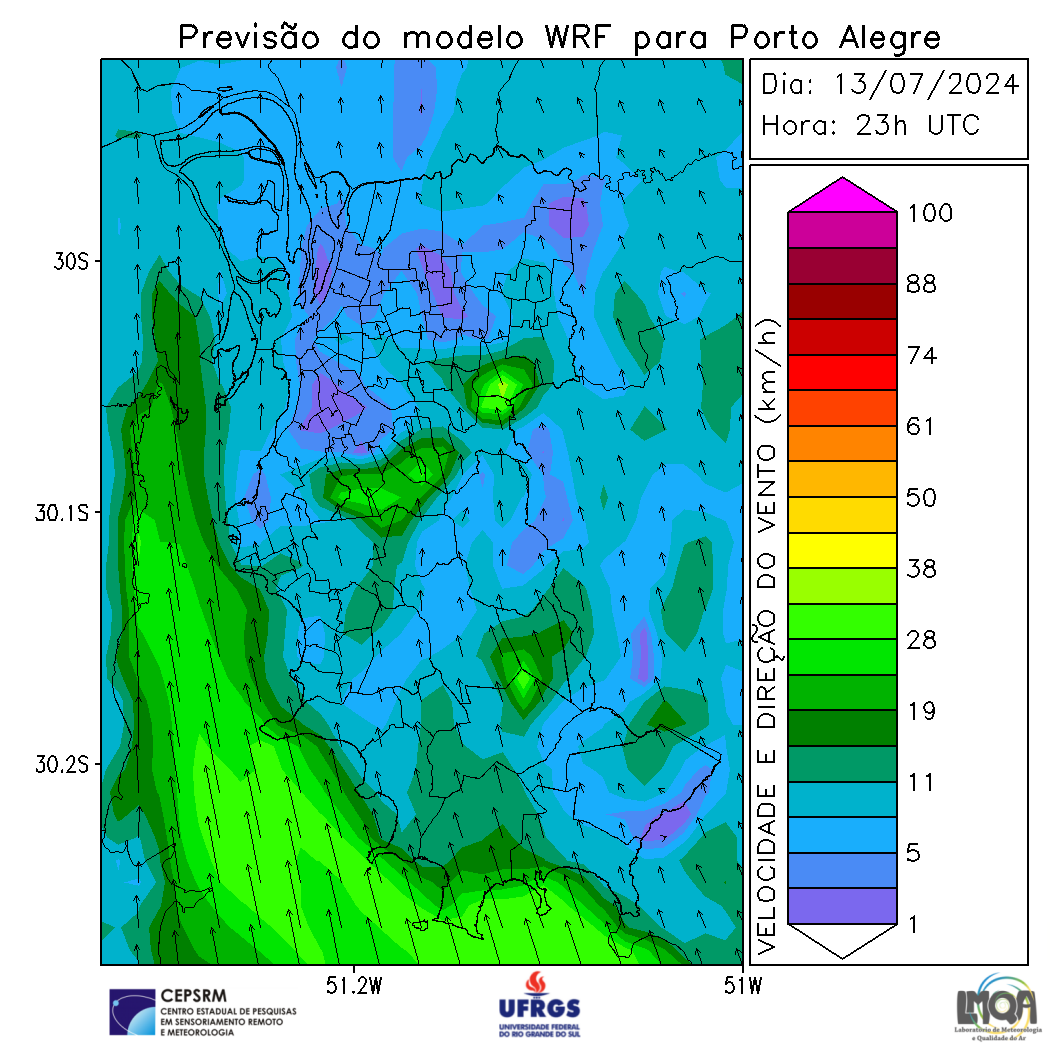 Previsão do modelo WRF para Porto Alegre
Dia: 13/07/2024
Hora: 23h UTC
30S
30.1S
30.2S
51.2W
51W
VELOCIDADE E DIREÇÃO DO VENTO (km/h)
100
88
74
61
50
38
28
19
11
5
1
CEPSRM
CENTRO ESTADUAL DE PESQUISAS
EM SENSORIAMENTO REMOTO
E METEOROLOGIA
UFRGS
UNIVERSIDADE FEDERAL
DO RIO GRANDE DO SUL
LMQA
Laboratório de Meteorologia
e Qualidade do Ar